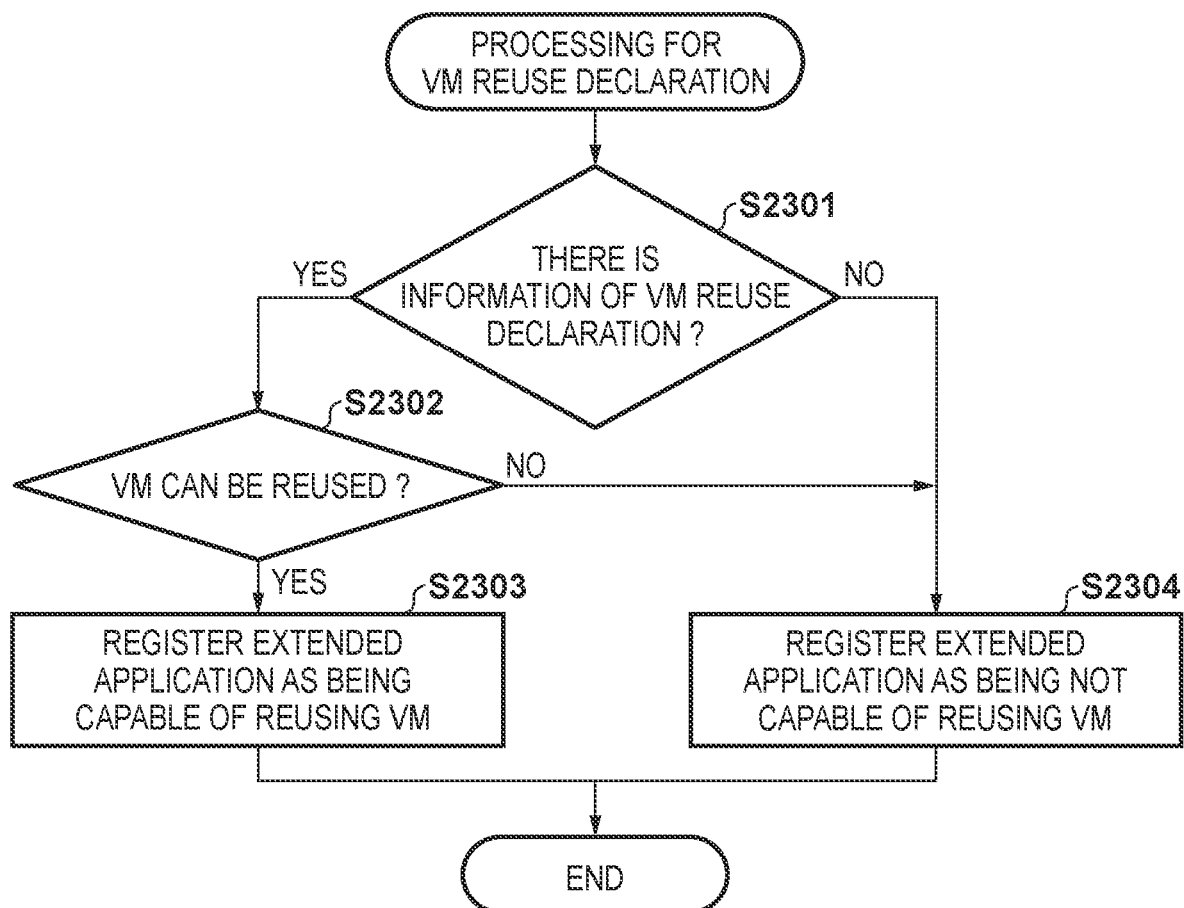 PROCESSING FOR
VM REUSE DECLARATION
S2301
THERE IS
INFORMATION OF VM REUSE
DECLARATION ?
YES
NO
S2302
VM CAN BE REUSED ?
NO
YES
S2303
REGISTER EXTENDED
APPLICATION AS BEING
CAPABLE OF REUSING VM
S2304
REGISTER EXTENDED
APPLICATION AS BEING NOT
CAPABLE OF REUSING VM
END